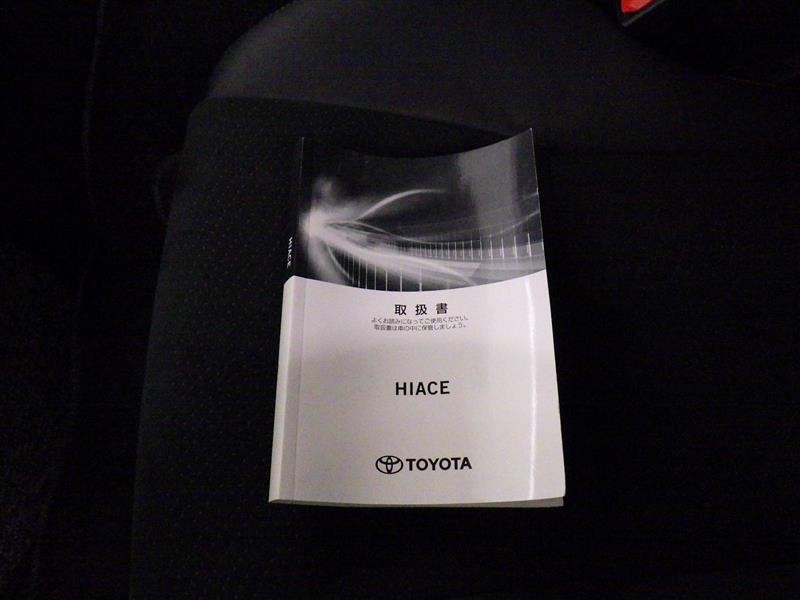 HIACE
取扱書
よくお読みになってご使用ください。
取扱書は車の中に保管しましょう。
HIACE
TOYOTA